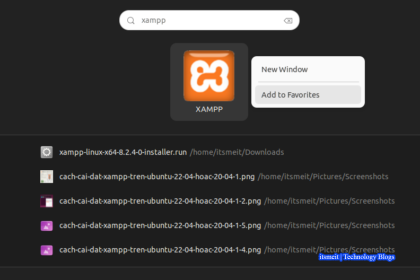 xampp
New Window
Add to Favorites
XAMPP
xampp-linux-x64-8.2.4-0-installer.run /home/itsmeit/Downloads
cach-cai-dat-xampp-tren-ubuntu-22-04-hoac-20-04-1.png /home/itsmeit/Pictures/Screenshots
cach-cai-dat-xampp-tren-ubuntu-22-04-hoac-20-04-2.png /home/itsmeit/Pictures/Screenshots
cach-cai-dat-xampp-tren-ubuntu-22-04-hoac-20-04-1-5.png /home/itsmeit/Pictures/Screenshots
cach-cai-dat-xampp-tren-ubuntu-22-04-hoac-20-04-1-4.png /home/itsmeit/Pictures/Screenshots
itsmeit | Technology Blogs